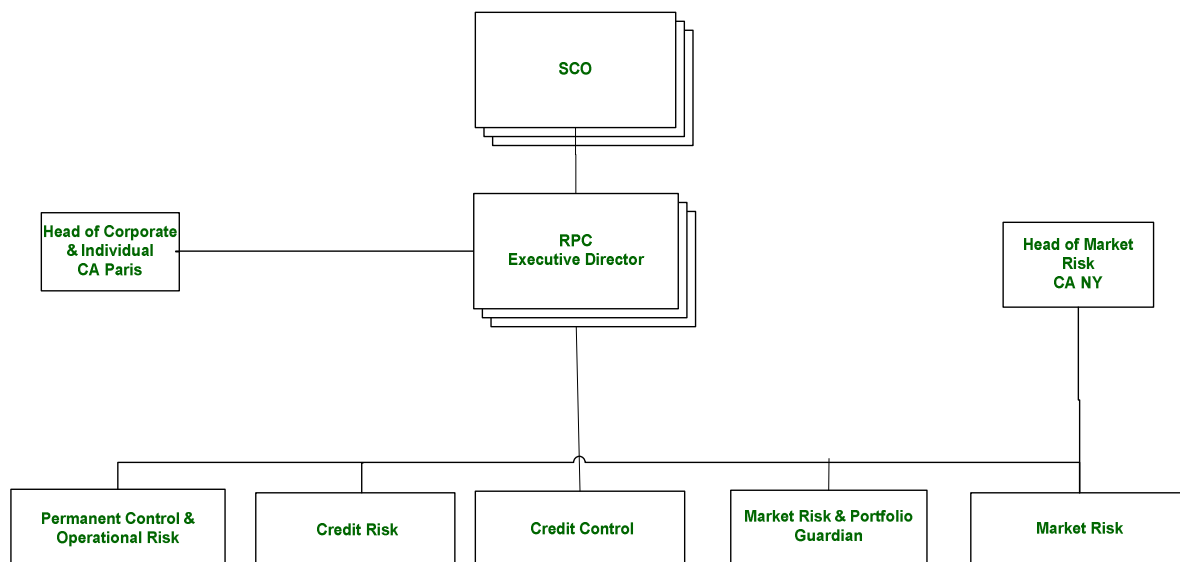 SCO
Head of Corporate
& Individual
CA Paris
RPC
Executive Director
Head of Market
Risk
CA NY
Permanent Control &
Operational Risk
Credit Risk
Credit Control
Market Risk & Portfolio
Guardian
Market Risk